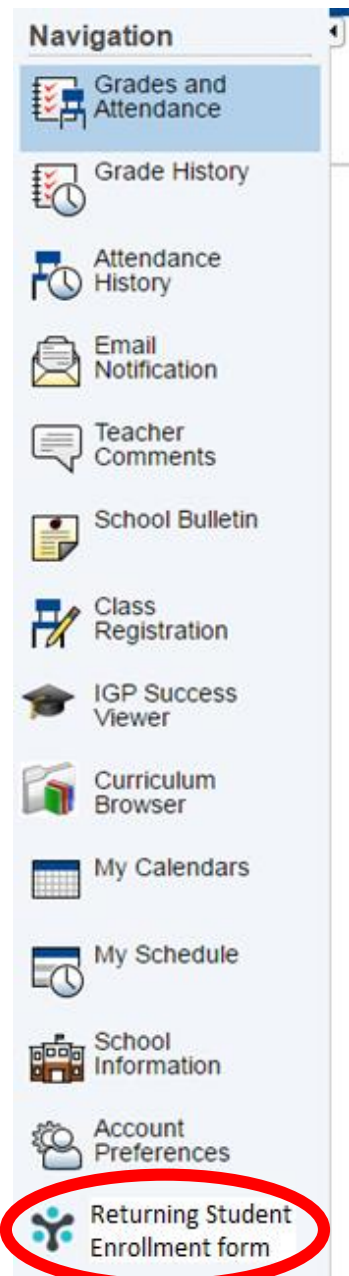 Navigation
Grades and
Attendance
Grade History
Attendance
History
Email
Notification
Teacher
Comments
School Bulletin
Class
Registration
IGP Success
Viewer
Curriculum
Browser
My Calendars
My Schedule
School
Information
Account
Preferences
Returning Student
Enrollment form